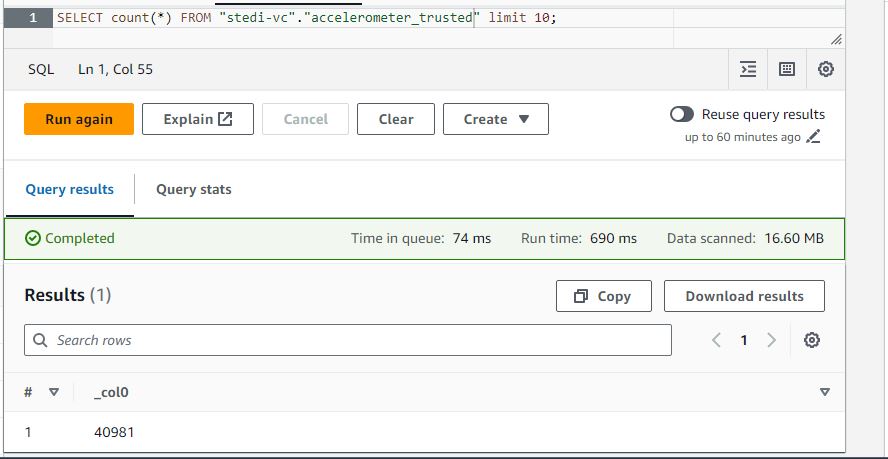 1 SELECT count(*) FROM "stedi-vc"."accelerometer_trusted" limit 10;
SQL Ln 1, Col 55
Run again Explain Cancel Clear Create Reuse query results
up to 60 minutes ago
Query results Query stats
Completed Time in queue: 74 ms Run time: 690 ms Data scanned: 16.60 MB
Results (1) Copy Download results
Search rows 1
# _col0
1 40981